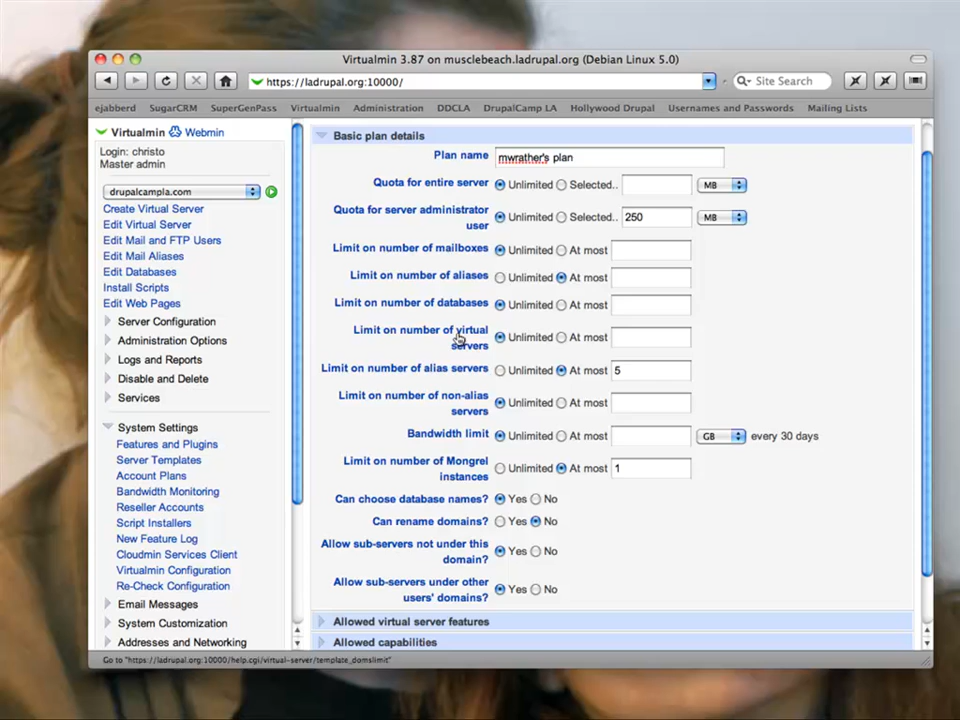 Virtualmin 3.87 on musclebeach.ladrupal.org (Debian Linux 5.0)
https://ladrupal.org:10000/
Site Search
ejabberd SugarCRM SuperGenPass Virtualmin Administration DDCLA DrupalCamp LA Hollywood Drupal Usernames and Passwords Mailing Lists
Virtualmin Webmin
Login: christo
Master admin
drupalcampla.com
Create Virtual Server
Edit Virtual Server
Edit Mail and FTP Users
Edit Mail Aliases
Edit Databases
Install Scripts
Edit Web Pages
Server Configuration
Administration Options
Logs and Reports
Disable and Delete
Services
System Settings
Features and Plugins
Server Templates
Account Plans
Bandwidth Monitoring
Reseller Accounts
Script Installers
New Feature Log
Cloudmin Services Client
Virtualmin Configuration
Re-Check Configuration
Email Messages
System Customization
Addresses and Networking
Basic plan details
Plan name mwrather's plan
Quota for entire server Unlimited Selected.. MB
Quota for server administrator
user Unlimited Selected.. 250 MB
Limit on number of mailboxes Unlimited At most
Limit on number of aliases Unlimited At most
Limit on number of databases Unlimited At most
Limit on number of virtual
servers Unlimited At most
Limit on number of alias servers Unlimited At most 5
Limit on number of non-alias
servers Unlimited At most
Bandwidth limit Unlimited At most GB every 30 days
Limit on number of Mongrel
instances Unlimited At most 1
Can choose database names? Yes No
Can rename domains? Yes No
Allow sub-servers not under this
domain? Yes No
Allow sub-servers under other
users' domains? Yes No
Allowed virtual server features
Allowed capabilities
Go to "https://ladrupal.org:10000/help.cgi/virtual-server/template_domslimit"